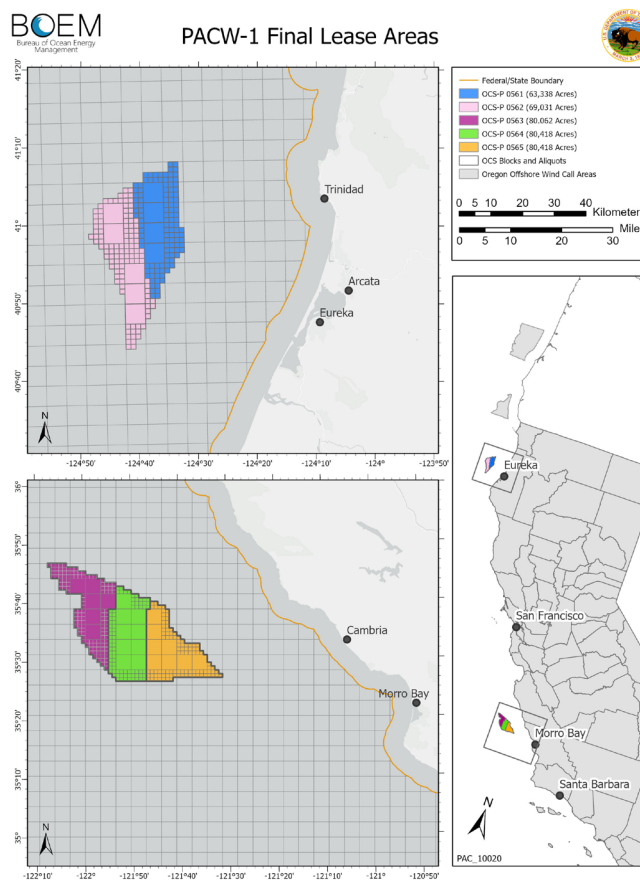 BOEM
Bureau of Ocean Energy
Management
PACW-1 Final Lease Areas
Federal/State Boundary
OCS-P 0561 (63,338 Acres)
OCS-P 0562 (69,031 Acres)
OCS-P 0563 (80,062 Acres)
OCS-P 0564 (80,418 Acres)
OCS-P 0565 (80,418 Acres)
OCS Blocks and Aliquots
Oregon Offshore Wind Call Areas
0 5 10 20 30 40 Kilometer
Mile
0 5 10 20 30
41°20'
41°10'
41°
40°50'
40°40'
Trinidad
Arcata
Eureka
N
-124°50' -124°40' -124°30' -124°20' -124°10' -124° -123°50'
36°
35°50'
35°40'
35°30'
35°20'
35°10'
35°
Cambria
Morro Bay
N
-122°10' -122° -121°50' -121°40' -121°30' -121°20' -121°10' -121° -120°50'
Eureka
San Francisco
Morro Bay
Santa Barbara
N
PAC_10020